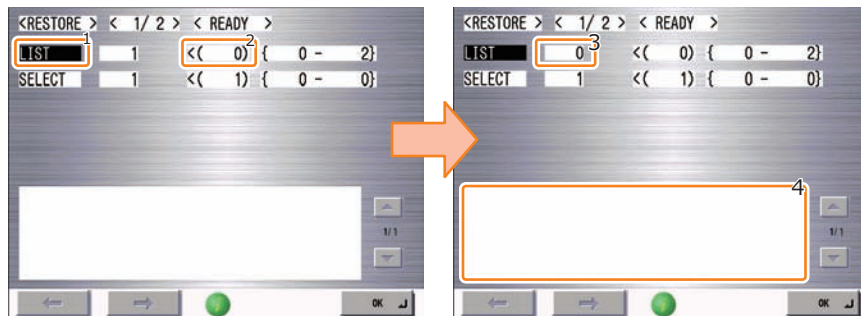 <RESTORE > < 1/ 2 > < READY >
LIST 1 <( 0) { 0 - 2}
SELECT 1 <( 1) { 0 - 0}
1
2
1/1
OK
<RESTORE > < 1/ 2 > < READY >
LIST 0 <( 0) { 0 - 2}
SELECT 1 <( 1) { 0 - 0}
3
4
1/1
OK